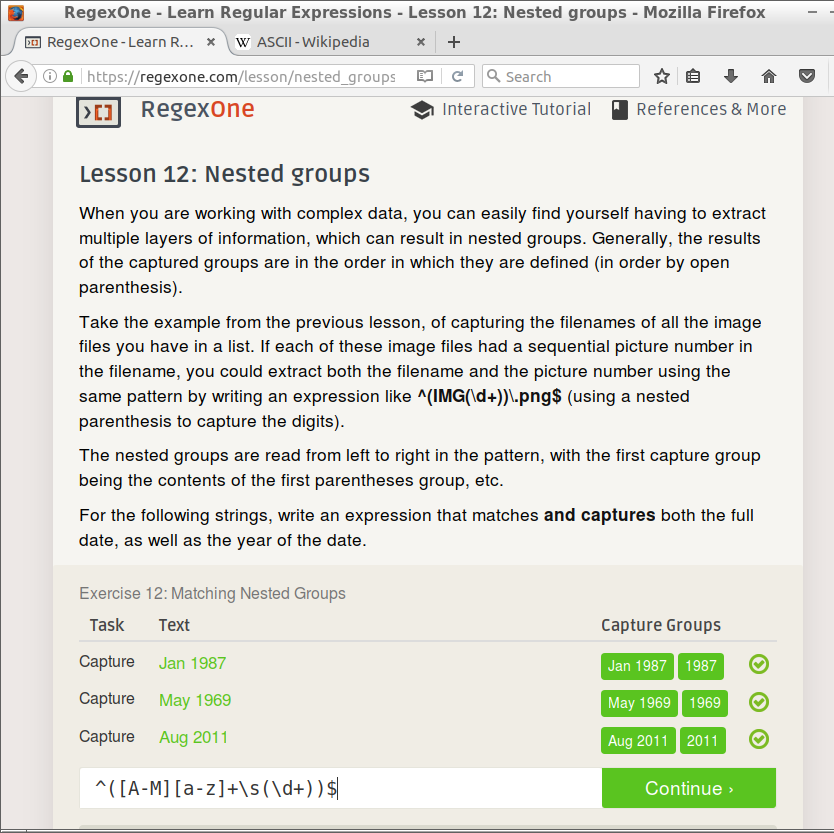 RegexOne - Learn Regular Expressions - Lesson 12: Nested groups - Mozilla Firefox
RegexOne - Learn R... × W ASCII - Wikipedia × +
https://regexone.com/lesson/nested_groups Search
RegexOne Interactive Tutorial References & More
Lesson 12: Nested groups
When you are working with complex data, you can easily find yourself having to extract
multiple layers of information, which can result in nested groups. Generally, the results
of the captured groups are in the order in which they are defined (in order by open
parenthesis).
Take the example from the previous lesson, of capturing the filenames of all the image
files you have in a list. If each of these image files had a sequential picture number in
the filename, you could extract both the filename and the picture number using the
same pattern by writing an expression like ^(IMG(\d+))\.png$ (using a nested
parenthesis to capture the digits).
The nested groups are read from left to right in the pattern, with the first capture group
being the contents of the first parentheses group, etc.
For the following strings, write an expression that matches and captures both the full
date, as well as the year of the date.
Exercise 12: Matching Nested Groups
Task Text Capture Groups
Capture Jan 1987 Jan 1987 1987
Capture May 1969 May 1969 1969
Capture Aug 2011 Aug 2011 2011
^([A-M][a-z]+\s(\d+))$ Continue ›